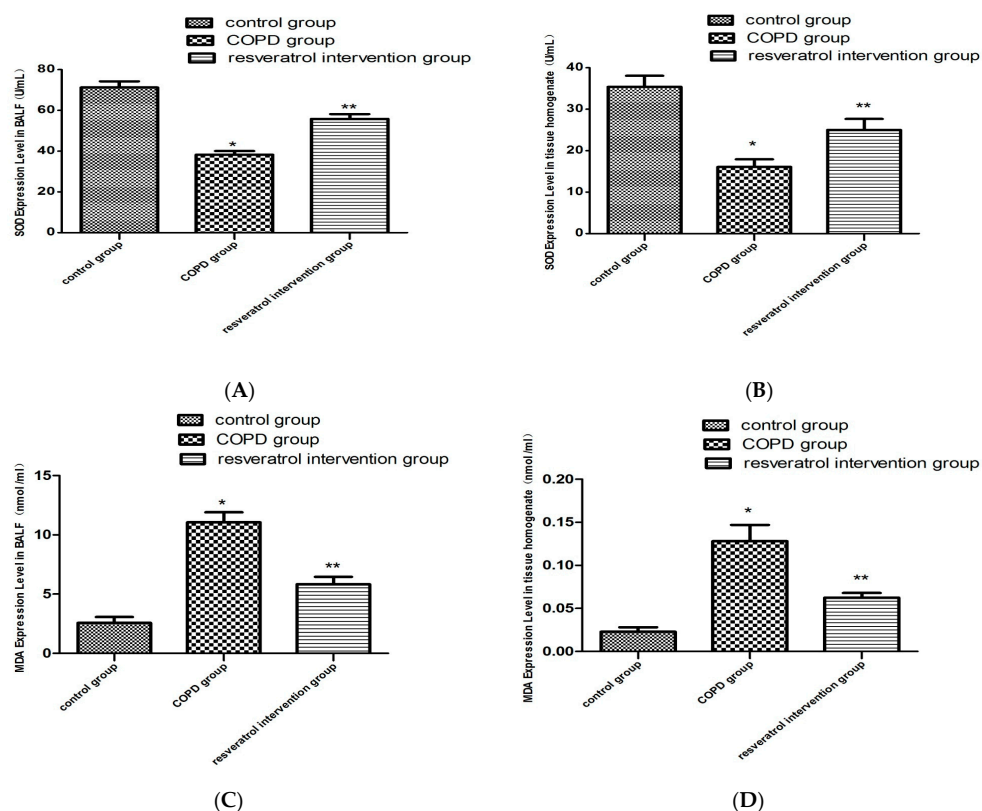 control group
COPD group
resveratrol intervention group
SOD Expression Level in BALF (U/mL)
80
60
40
20
0
*
**
control group
COPD group
resveratrol intervention group
(A)
control group
COPD group
resveratrol intervention group
SOD Expression Level in tissue homogenate (U/mL)
40
30
20
10
0
*
**
control group
COPD group
resveratrol intervention group
(B)
control group
COPD group
resveratrol intervention group
MDA Expression Level in BALF (nmol/ml)
15
10
5
0
*
**
control group
COPD group
resveratrol intervention group
(C)
control group
COPD group
resveratrol intervention group
MDA Expression Level in tissue homogenate (nmol/ml)
0.20
0.15
0.10
0.05
0.00
*
**
control group
COPD group
resveratrol intervention group
(D)